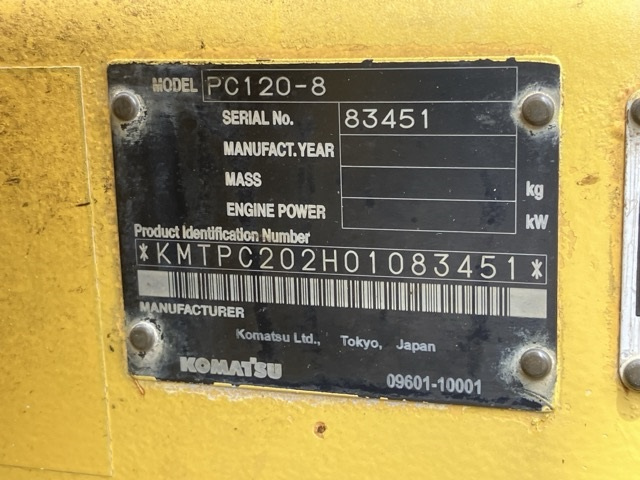 MODEL PC120-8
SERIAL No. 83451
MANUFACT.YEAR
MASS kg
ENGINE POWER kW
Product Identification Number
*KMTPC202H01083451*
MANUFACTURER
Komatsu Ltd., Tokyo, Japan
KOMATSU 09601-10001